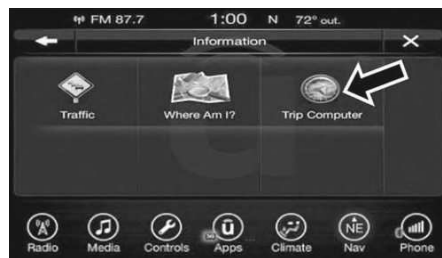 FM 87.7 1:00 N 72° out.
Information
Traffic Where Am I? Trip Computer
NE
Radio Media Controls Apps Climate Nav Phone